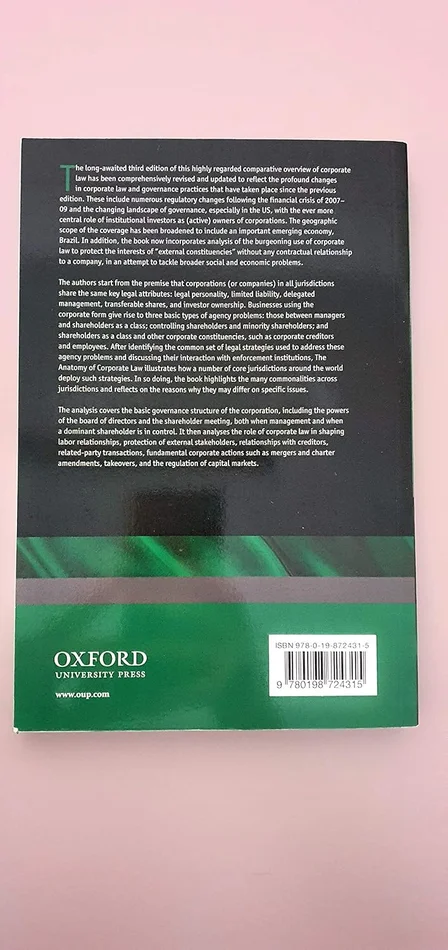 The long-awaited third edition of this highly regarded comparative overview of corporate
law has been comprehensively revised and updated to reflect the profound changes
in corporate law and governance practices that have taken place since the previous
edition. These include numerous regulatory changes following the financial crisis of 2007–
09 and the changing landscape of governance, especially in the US, with the ever more
central role of institutional investors as (active) owners of corporations. The geographic
scope of the coverage has been broadened to include an important emerging economy,
Brazil. In addition, the book now incorporates analysis of the burgeoning use of corporate
law to protect the interests of "external constituencies" without any contractual relationship
to a company, in an attempt to tackle broader social and economic problems.
The authors start from the premise that corporations (or companies) in all jurisdictions
share the same key legal attributes: legal personality, limited liability, delegated
management, transferable shares, and investor ownership. Businesses using the
corporate form give rise to three basic types of agency problems: those between managers
and shareholders as a class; controlling shareholders and minority shareholders; and
shareholders as a class and other corporate constituencies, such as corporate creditors
and employees. After identifying the common set of legal strategies used to address these
agency problems and discussing their interaction with enforcement institutions, The
Anatomy of Corporate Law illustrates how a number of core jurisdictions around the world
deploy such strategies. In so doing, the book highlights the many commonalities across
jurisdictions and reflects on the reasons why they may differ on specific issues.
The analysis covers the basic governance structure of the corporation, including the powers
of the board of directors and the shareholder meeting, both when management and when
a dominant shareholder is in control. It then analyses the role of corporate law in shaping
labor relationships, protection of external stakeholders, relationships with creditors,
related-party transactions, fundamental corporate actions such as mergers and charter
amendments, takeovers, and the regulation of capital markets.
OXFORD
UNIVERSITY PRESS
www.oup.com
ISBN 978-0-19-872431-5
9 780198 724315